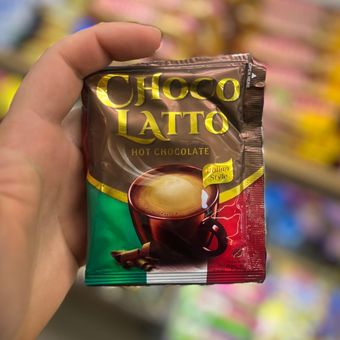 CHOCO
LATTO
HOT CHOCOLATE
Italian
Style